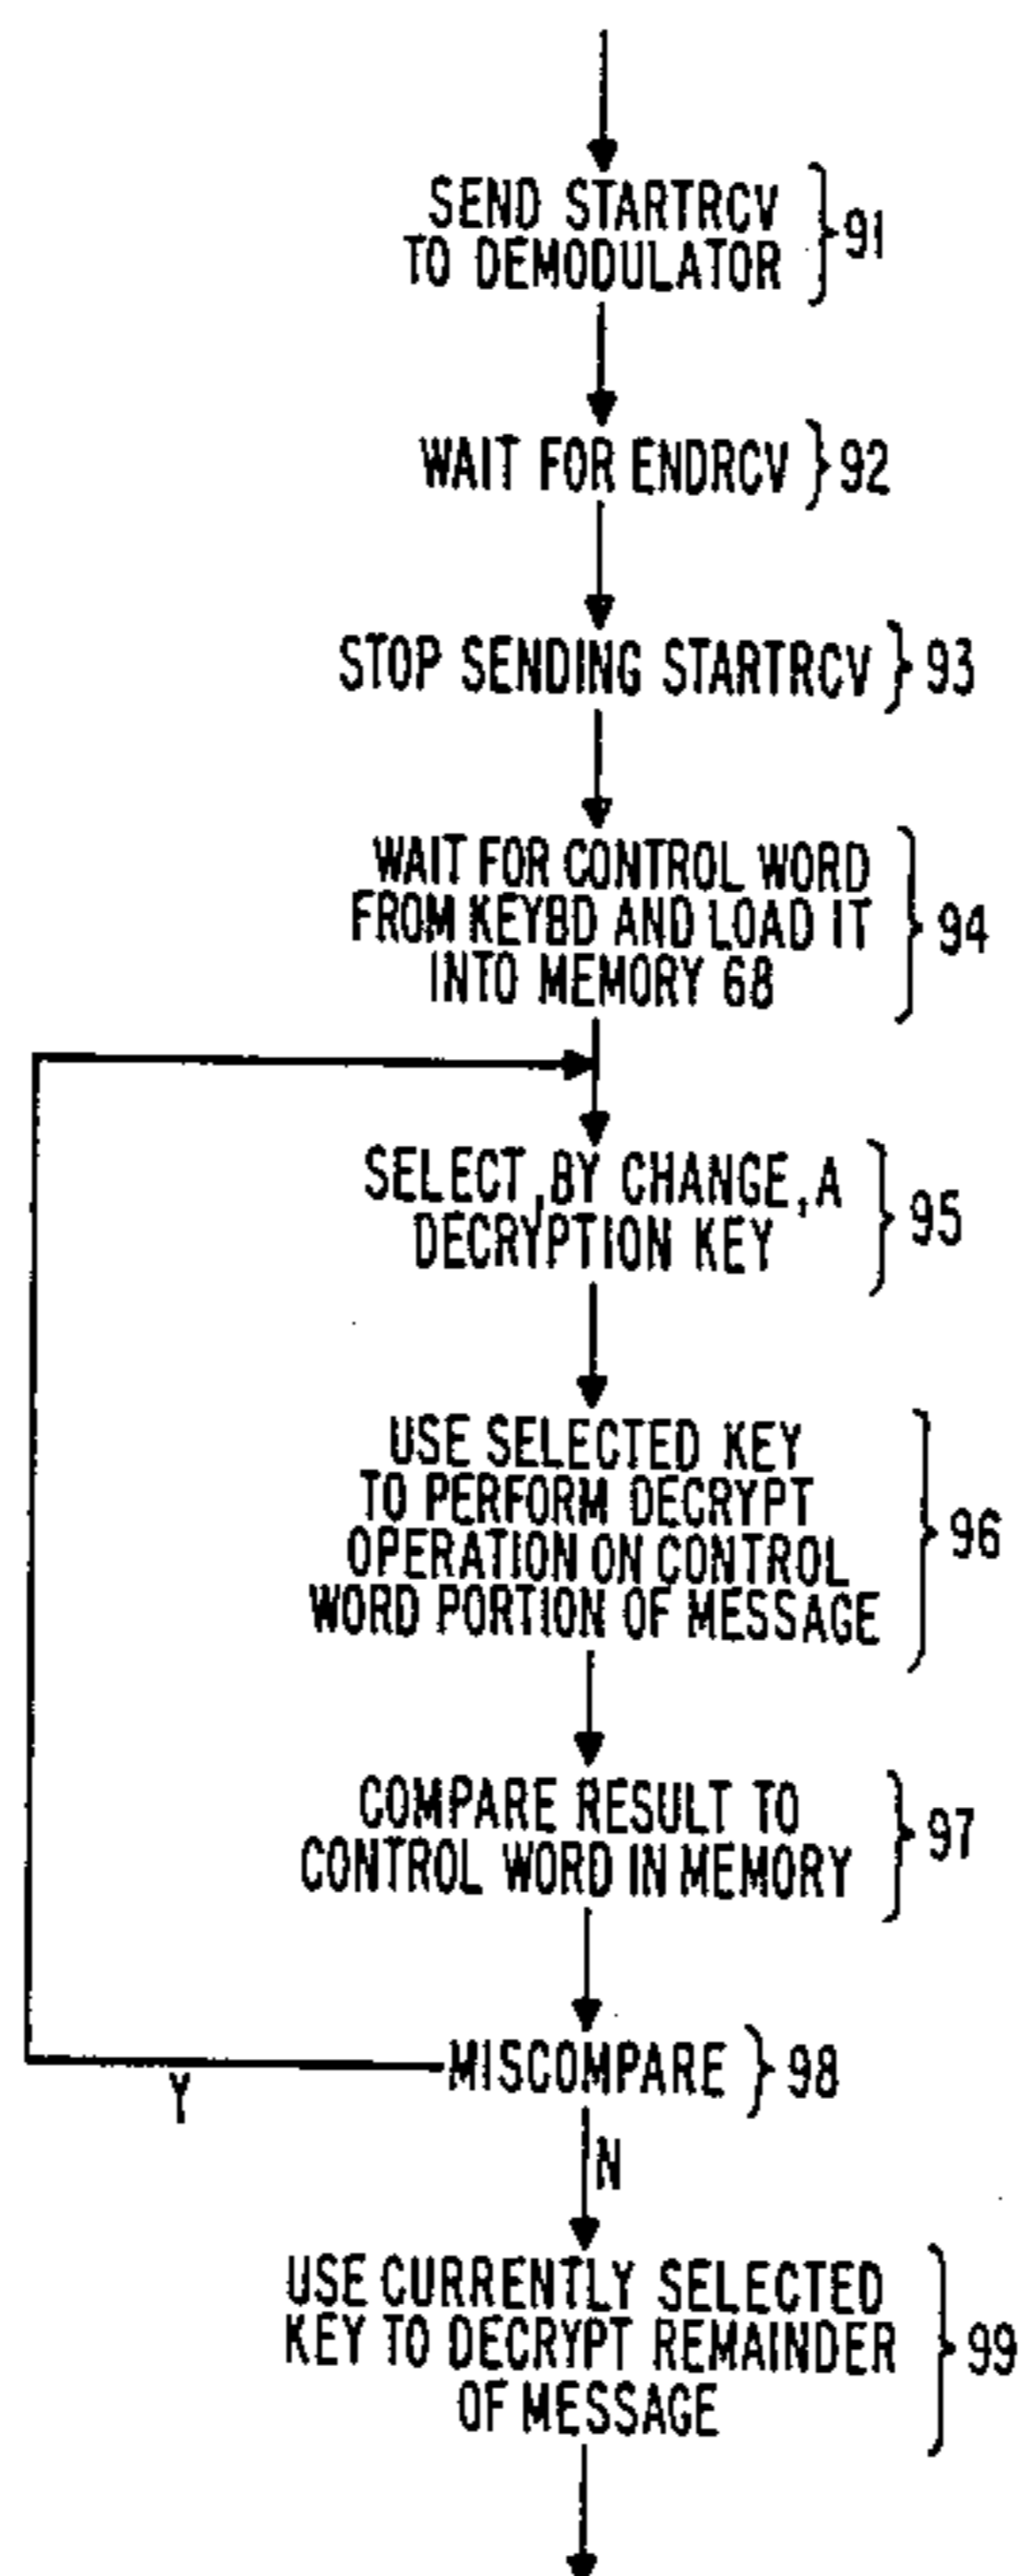 SEND STARTRCV
TO DEMODULATOR
91
WAIT FOR ENDRCV
92
STOP SENDING STARTRCV
93
WAIT FOR CONTROL WORD
FROM KEYBD AND LOAD IT
INTO MEMORY 68
94
SELECT, BY CHANGE, A
DECRYPTION KEY
95
USE SELECTED KEY
TO PERFORM DECRYPT
OPERATION ON CONTROL
WORD PORTION OF MESSAGE
96
COMPARE RESULT TO
CONTROL WORD IN MEMORY
97
MISCOMPARE
98
Y
N
USE CURRENTLY SELECTED
KEY TO DECRYPT REMAINDER
OF MESSAGE
99